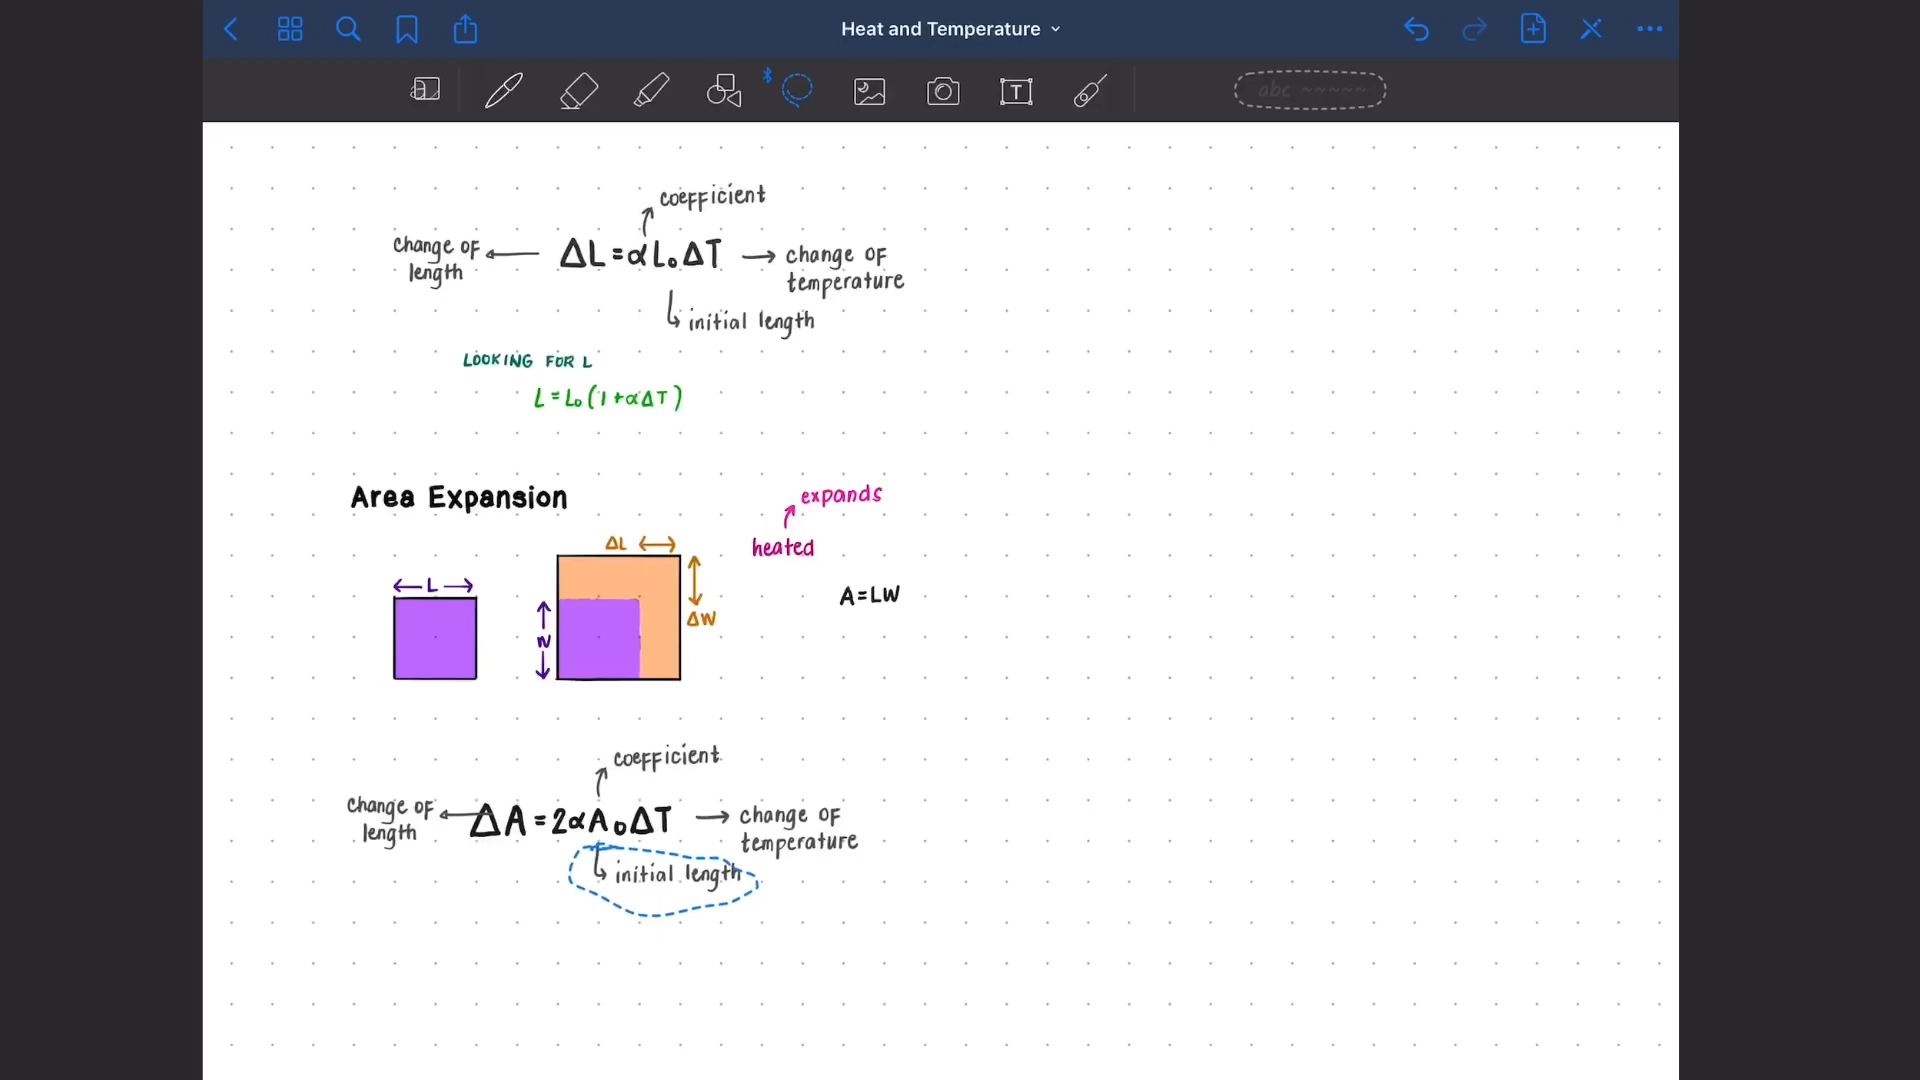 Heat and Temperature
T
abc ~~~~~
coefficient
change of
length
ΔL = αL₀ΔT
change of
temperature
initial length
LOOKING FOR L
L = L₀ (1 + αΔT)
Area Expansion
expands
heated
ΔL
L
W
ΔW
A = LW
coefficient
change of
length
ΔA = 2αA₀ΔT
change of
temperature
initial length